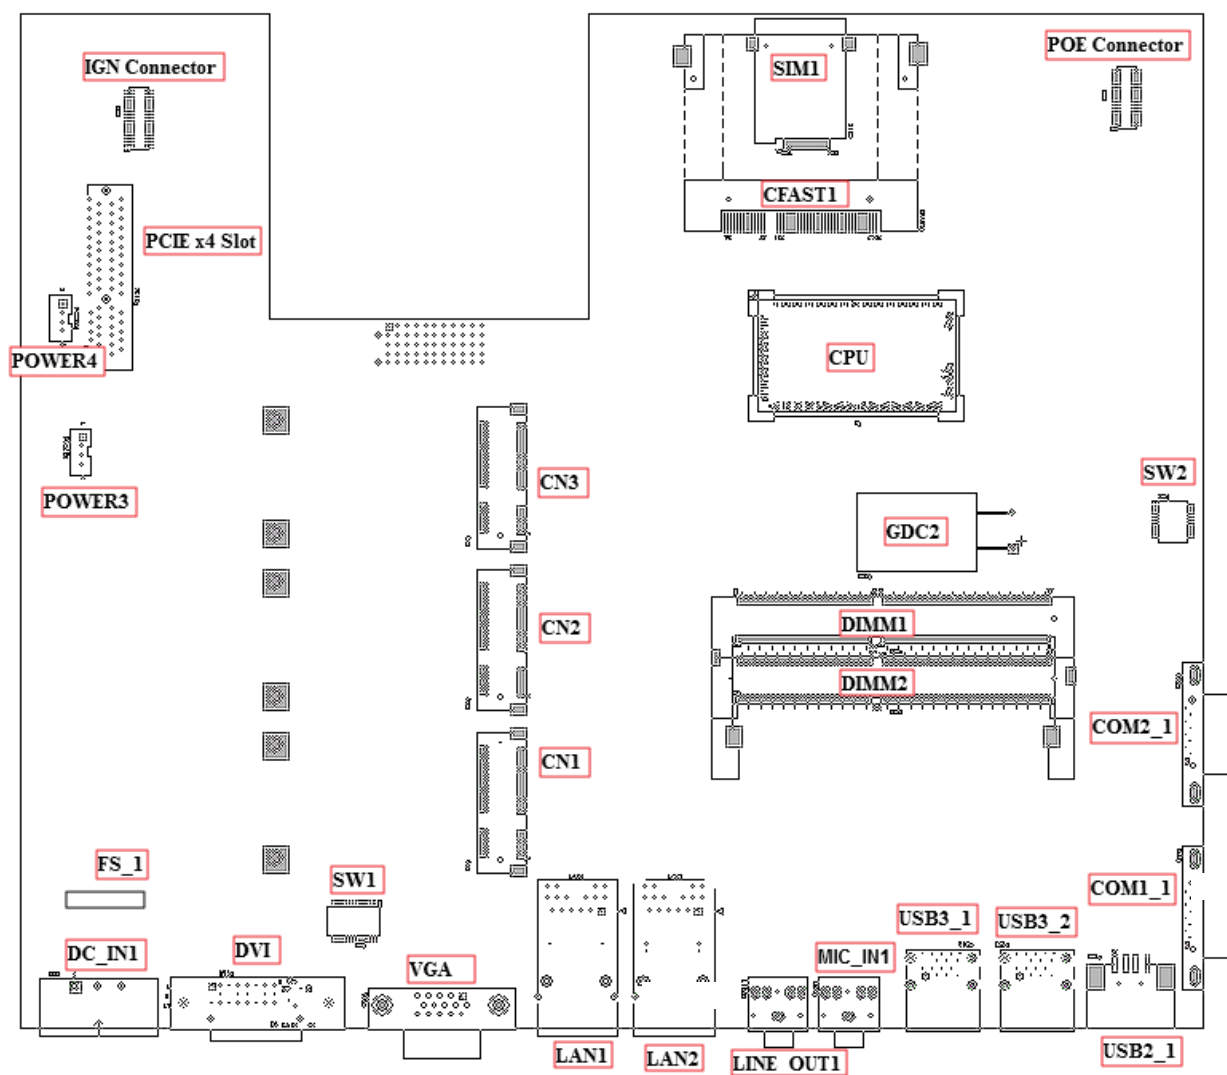 IGN Connector
SIM1
POE Connector
CFAST1
PCIE x4 Slot
POWER4
CPU
POWER3
CN3
SW2
GDC2
CN2
DIMM1
DIMM2
COM2_1
CN1
FS_1
SW1
COM1_1
USB3_1
USB3_2
DC_IN1
DVI
VGA
MIC_IN1
LAN1
LAN2
LINE_OUT1
USB2_1